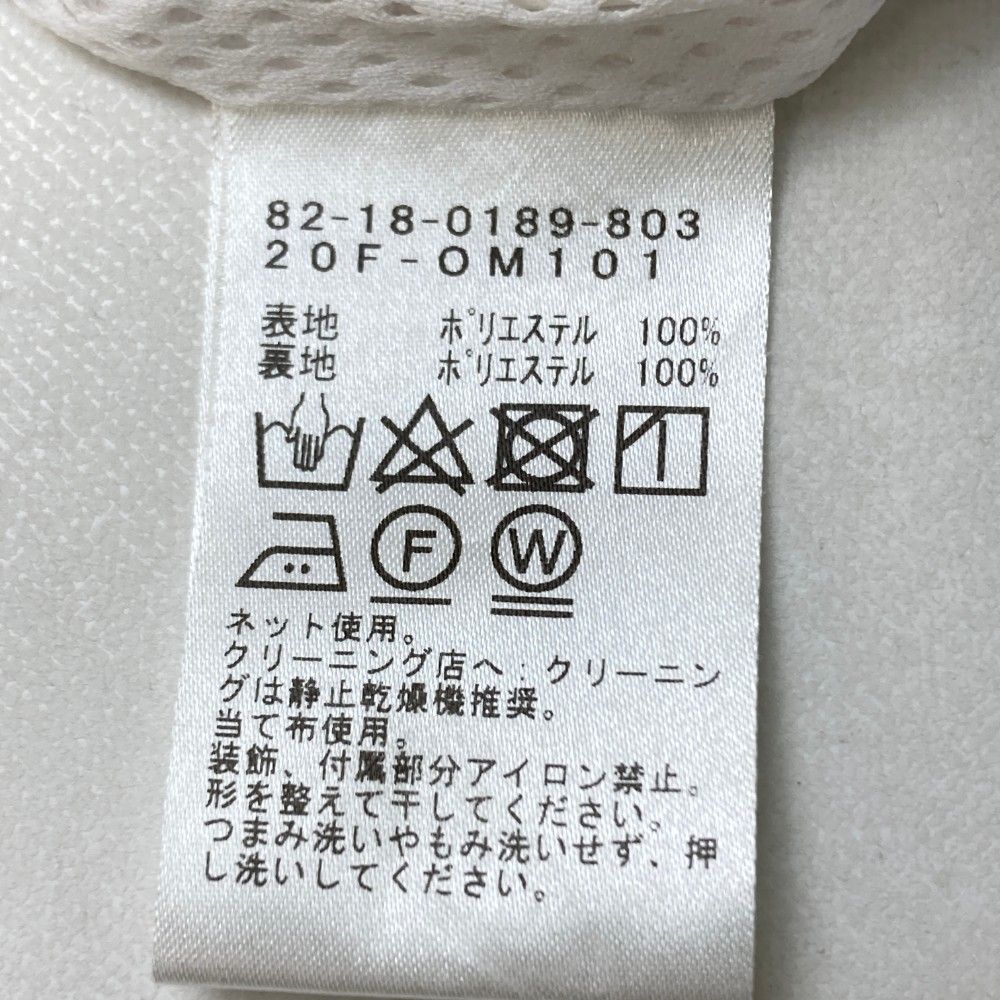 82-18-0189-803
20F-OM101
表地 ポリエステル 100%
裏地 ポリエステル 100%
F W
ネット使用。
クリーニング店へ:クリーニン
グは静止乾燥機推奨。
当て布使用。
装飾、付属部分アイロン禁止。
形を整えて干してください。
つまみ洗いやもみ洗いせず、押
し洗いしてください。